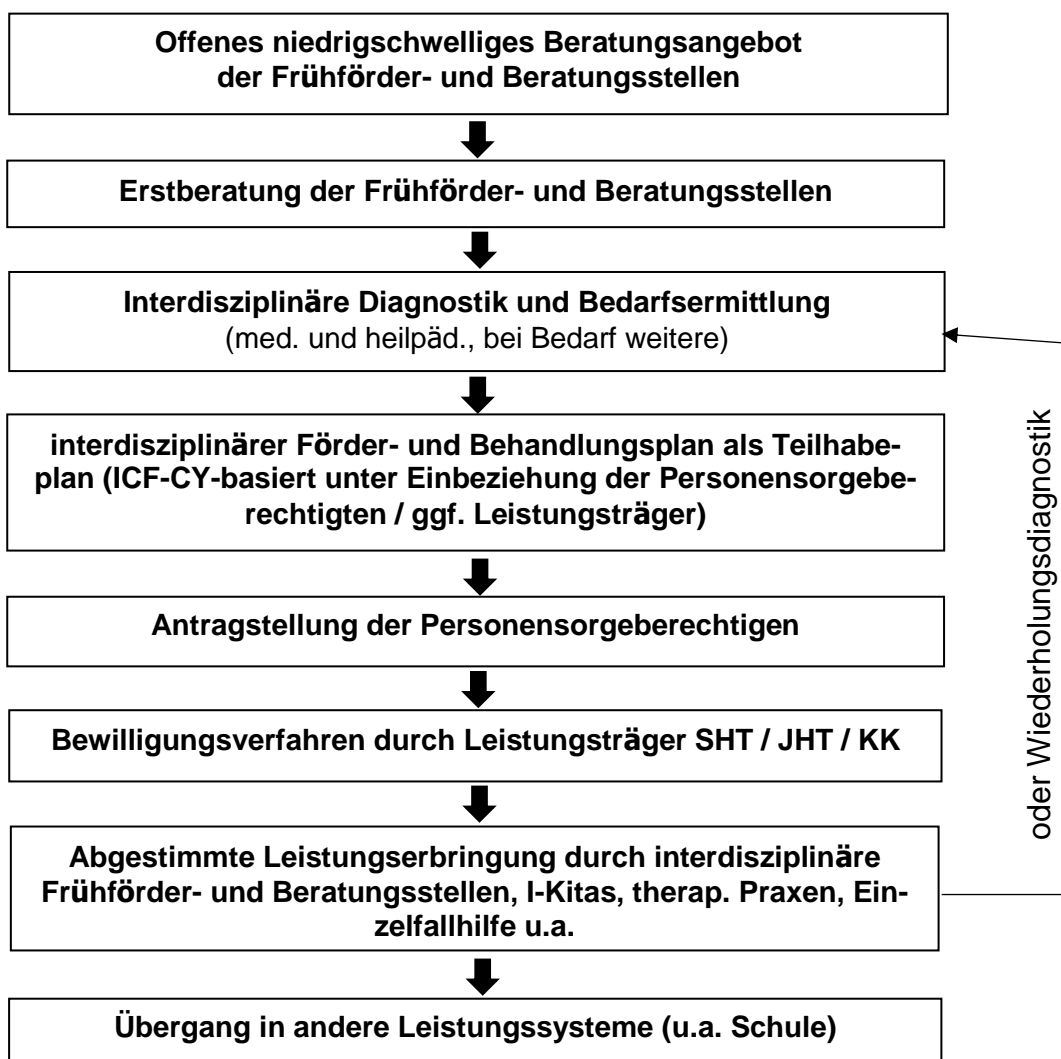 Offenes niedrigschwelliges Beratungsangebot
der Frühförder- und Beratungsstellen
Erstberatung der Frühförder- und Beratungsstellen
Interdisziplinäre Diagnostik und Bedarfsermittlung
(med. und heilpäd., bei Bedarf weitere)
interdisziplinärer Förder- und Behandlungsplan als Teilhabe-
plan (ICF-CY-basiert unter Einbeziehung der Personensorgebe-
rechtigten / ggf. Leistungsträger)
Antragstellung der Personensorgeberechtigen
Bewilligungsverfahren durch Leistungsträger SHT / JHT / KK
Abgestimmte Leistungserbringung durch interdisziplinäre
Frühförder- und Beratungsstellen, I-Kitas, therap. Praxen, Ein-
zelfallhilfe u.a.
Übergang in andere Leistungssysteme (u.a. Schule)
oder Wiederholungsdiagnostik